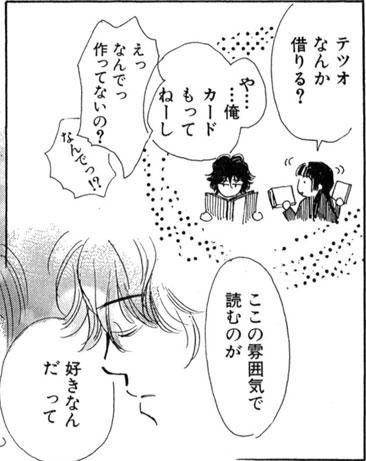 テツオ
なんか
借りる？
や…
…俺
カード
もって
ねーし
えっ
なんでっ
作ってないの？
なんでっ!?
ここの雰囲気で
読むのが
好きなん
だって